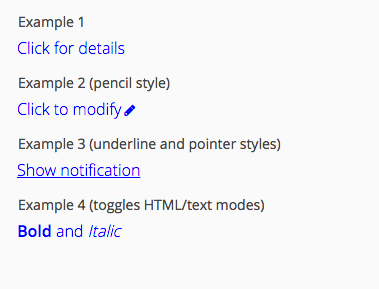 Example 1
Click for details
Example 2 (pencil style)
Click to modify
Example 3 (underline and pointer styles)
Show notification
Example 4 (toggles HTML/text modes)
Bold and Italic